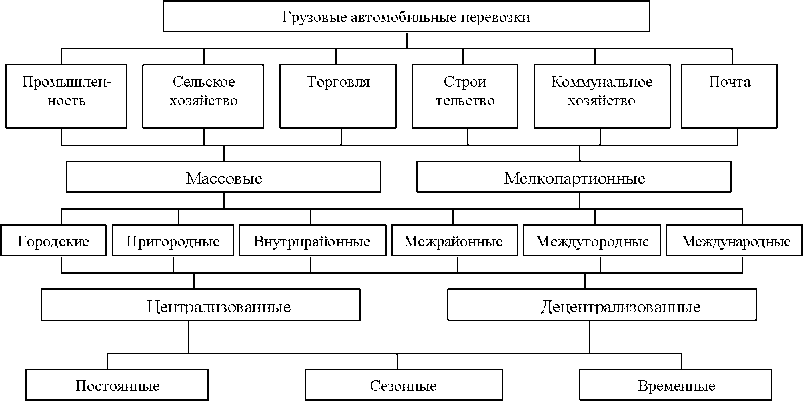 Грузовые автомобильные перевозки
Промышлен-
ность
Сельское
хозяйство
Торговля
Строи
тельство
Коммунальное
хозяйство
Почта
Массовые
Мелкопартионные
Городские
Пригородные
Внутрирайонные
Межрайонные
Междугородные
Международные
Централизованные
Децентрализованные
Постоянные
Сезонные
Временные